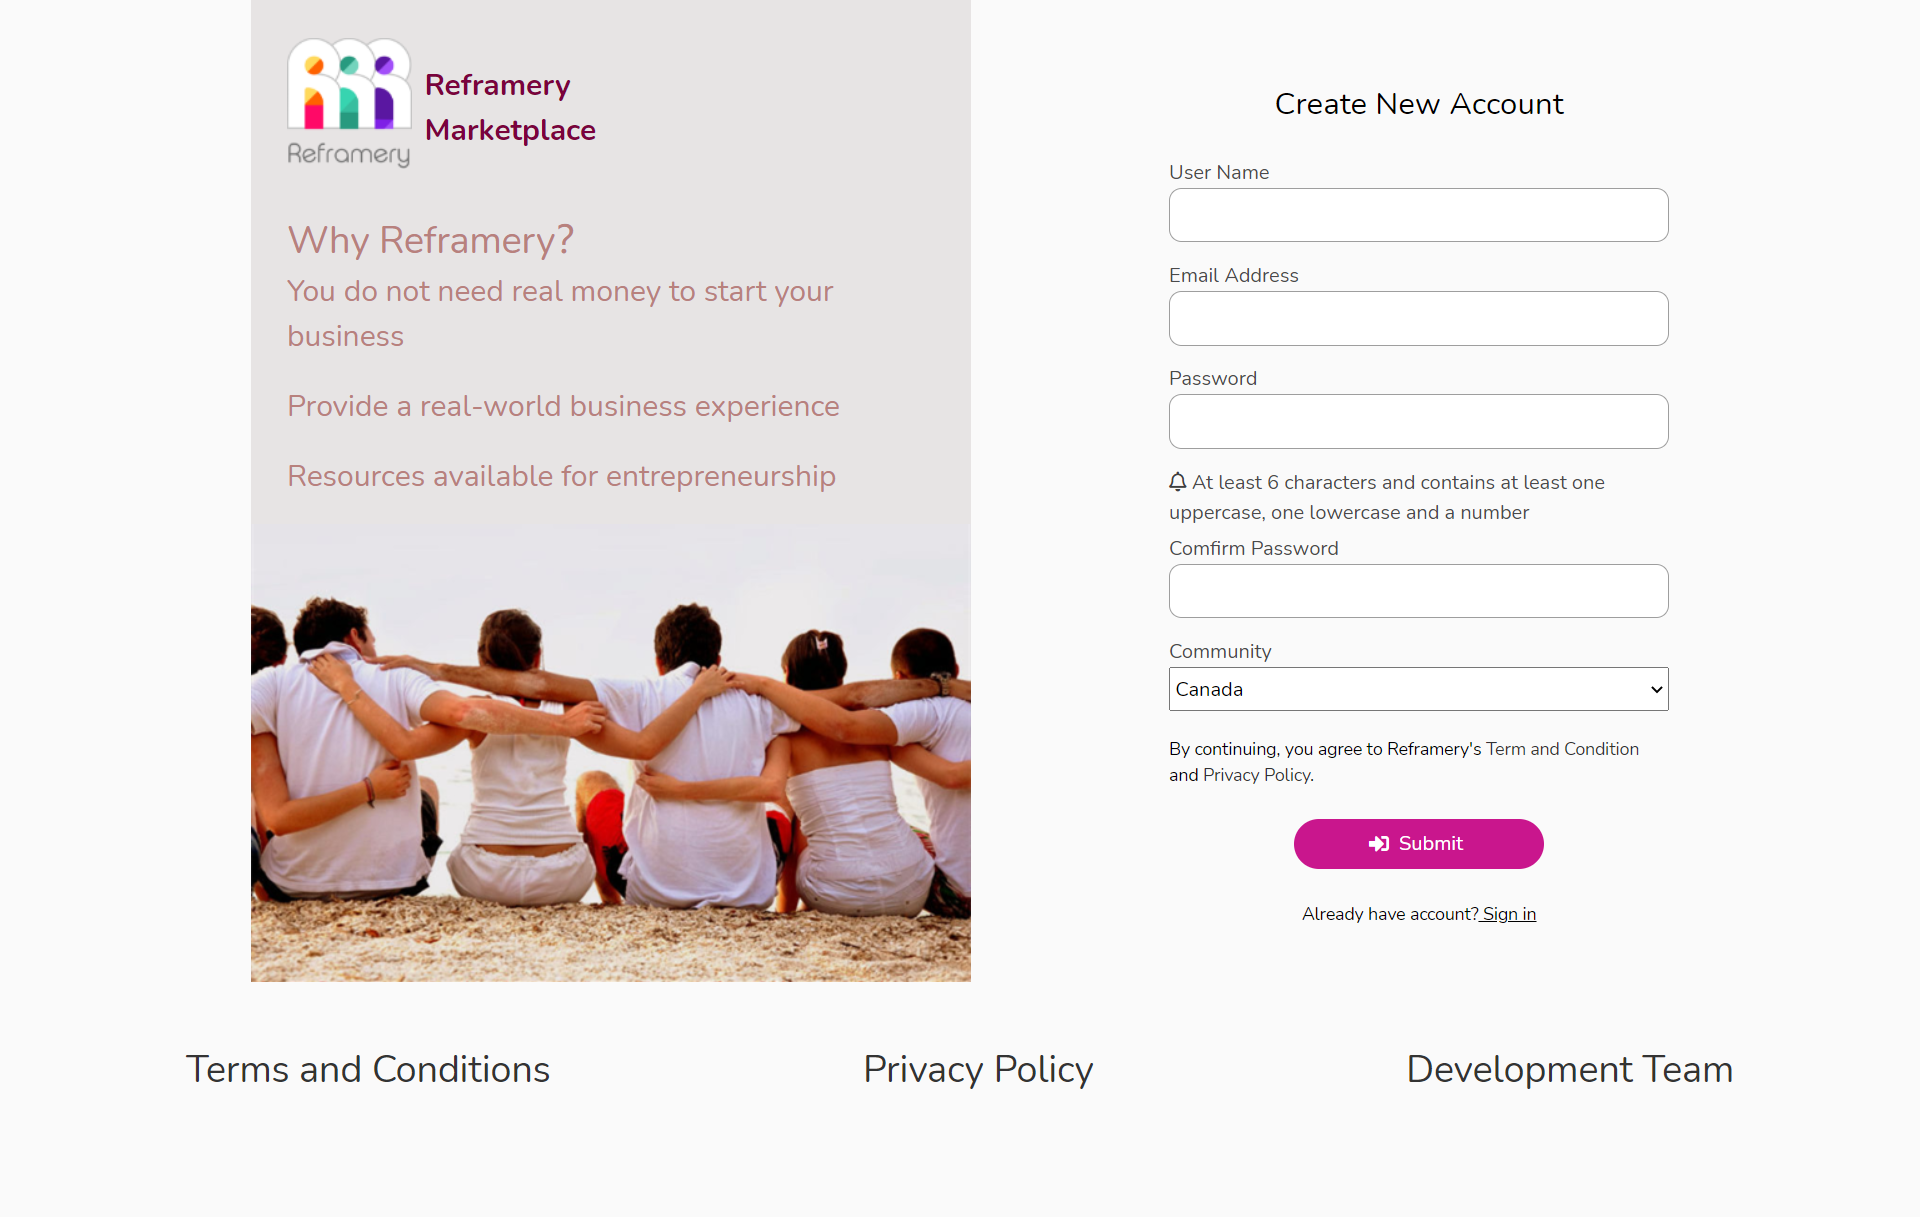 Reframery
Reframery
Marketplace
Why Reframery?
You do not need real money to start your
business
Provide a real-world business experience
Resources available for entrepreneurship
Create New Account
User Name
Email Address
Password
At least 6 characters and contains at least one
uppercase, one lowercase and a number
Comfirm Password
Community
Canada
By continuing, you agree to Reframery's Term and Condition
and Privacy Policy.
Submit
Already have account? Sign in
Terms and Conditions
Privacy Policy
Development Team